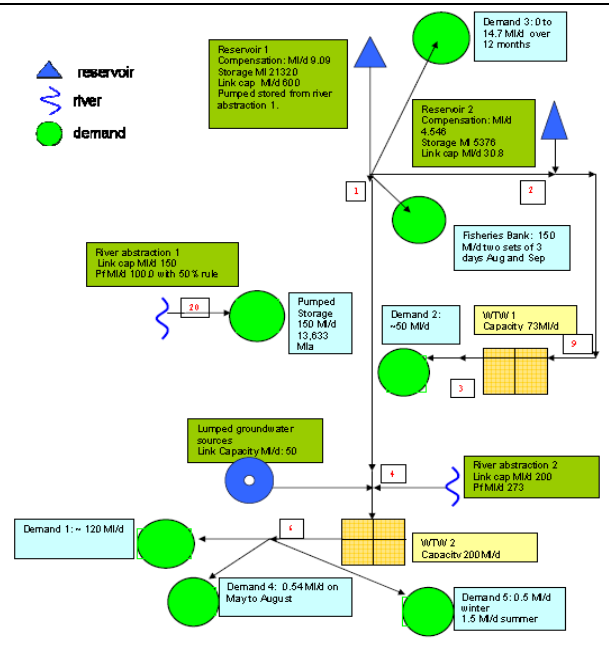 reservoir
river
demand
Reservoir 1
Compensation: Ml/d 9.09
Storage Ml 21320
Link cap Ml/d 600
Pumped stored from river
abstraction 1.
Demand 3: 0 to
14.7 Ml/d over
12 months
Reservoir 2
Compensation: Ml/d
4.546
Storage Ml 5376
Link cap Ml/d 30.8
1
2
Fisheries Bank: 150
Ml/d two sets of 3
days Aug and Sep
River abstraction 1
Link cap Ml/d 150
Pf Ml/d 100.0 with 50% rule
20
Pumped
Storage
150 Ml/d
13,633
Mla
Demand 2:
~50 Ml/d
WTW 1
Capacity 73Ml/d
9
3
Lumped groundwater
sources
Link Capacity Ml/d: 50
4
River abstraction 2
Link cap Ml/d 200
Pf Ml/d 273
Demand 1: ~ 120 Ml/d
6
WTW 2
Capacity 200Ml/d
Demand 4: 0.54 Ml/d on
May to August
Demand 5: 0.5 Ml/d
winter
1.5 Ml/d summer